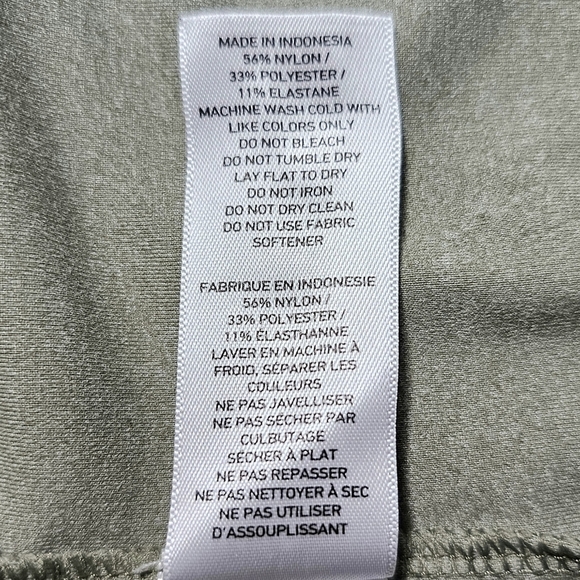 MADE IN INDONESIA
56% NYLON /
33% POLYESTER /
11% ELASTANE
MACHINE WASH COLD WITH
LIKE COLORS ONLY
DO NOT BLEACH
DO NOT TUMBLE DRY
LAY FLAT TO DRY
DO NOT IRON
DO NOT DRY CLEAN
DO NOT USE FABRIC
SOFTENER
FABRIQUE EN INDONESIE
56% NYLON /
33% POLYESTER /
11% ÉLASTHANNE
LAVER EN MACHINE À
FROID, SÉPARER LES
COULEURS
NE PAS JAVELLISER
NE PAS SÉCHER PAR
CULBUTAGE
SÉCHER À PLAT
NE PAS REPASSER
NE PAS NETTOYER À SEC
NE PAS UTILISER
D'ASSOUPLISSANT